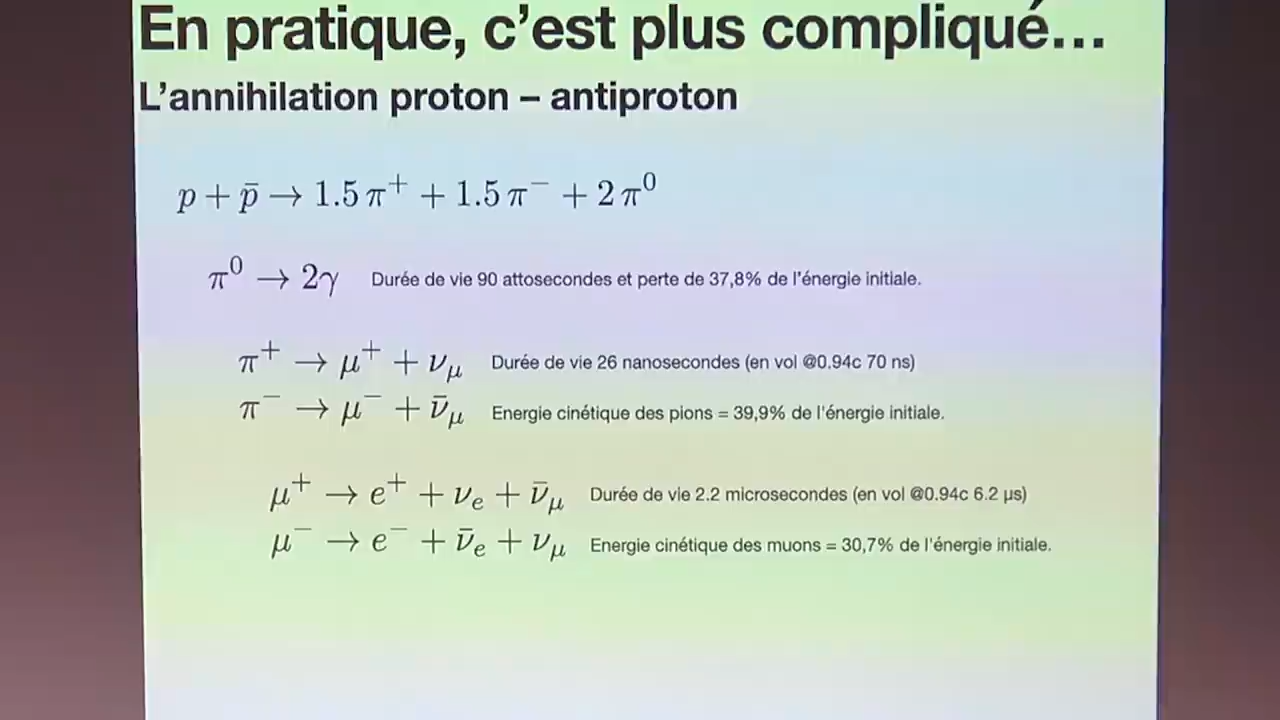 En pratique, c'est plus compliqué...
L'annihilation proton – antiproton
p + p̄ → 1.5 π⁺ + 1.5 π⁻ + 2 π⁰
π⁰ → 2γ Durée de vie 90 attosecondes et perte de 37,8% de l'énergie initiale.
π⁺ → μ⁺ + ν_μ Durée de vie 26 nanosecondes (en vol @0.94c 70 ns)
π⁻ → μ⁻ + ν̄_μ Energie cinétique des pions = 39,9% de l'énergie initiale.
μ⁺ → e⁺ + ν_e + ν̄_μ Durée de vie 2.2 microsecondes (en vol @0.94c 6.2 µs)
μ⁻ → e⁻ + ν̄_e + ν_μ Energie cinétique des muons = 30,7% de l'énergie initiale.